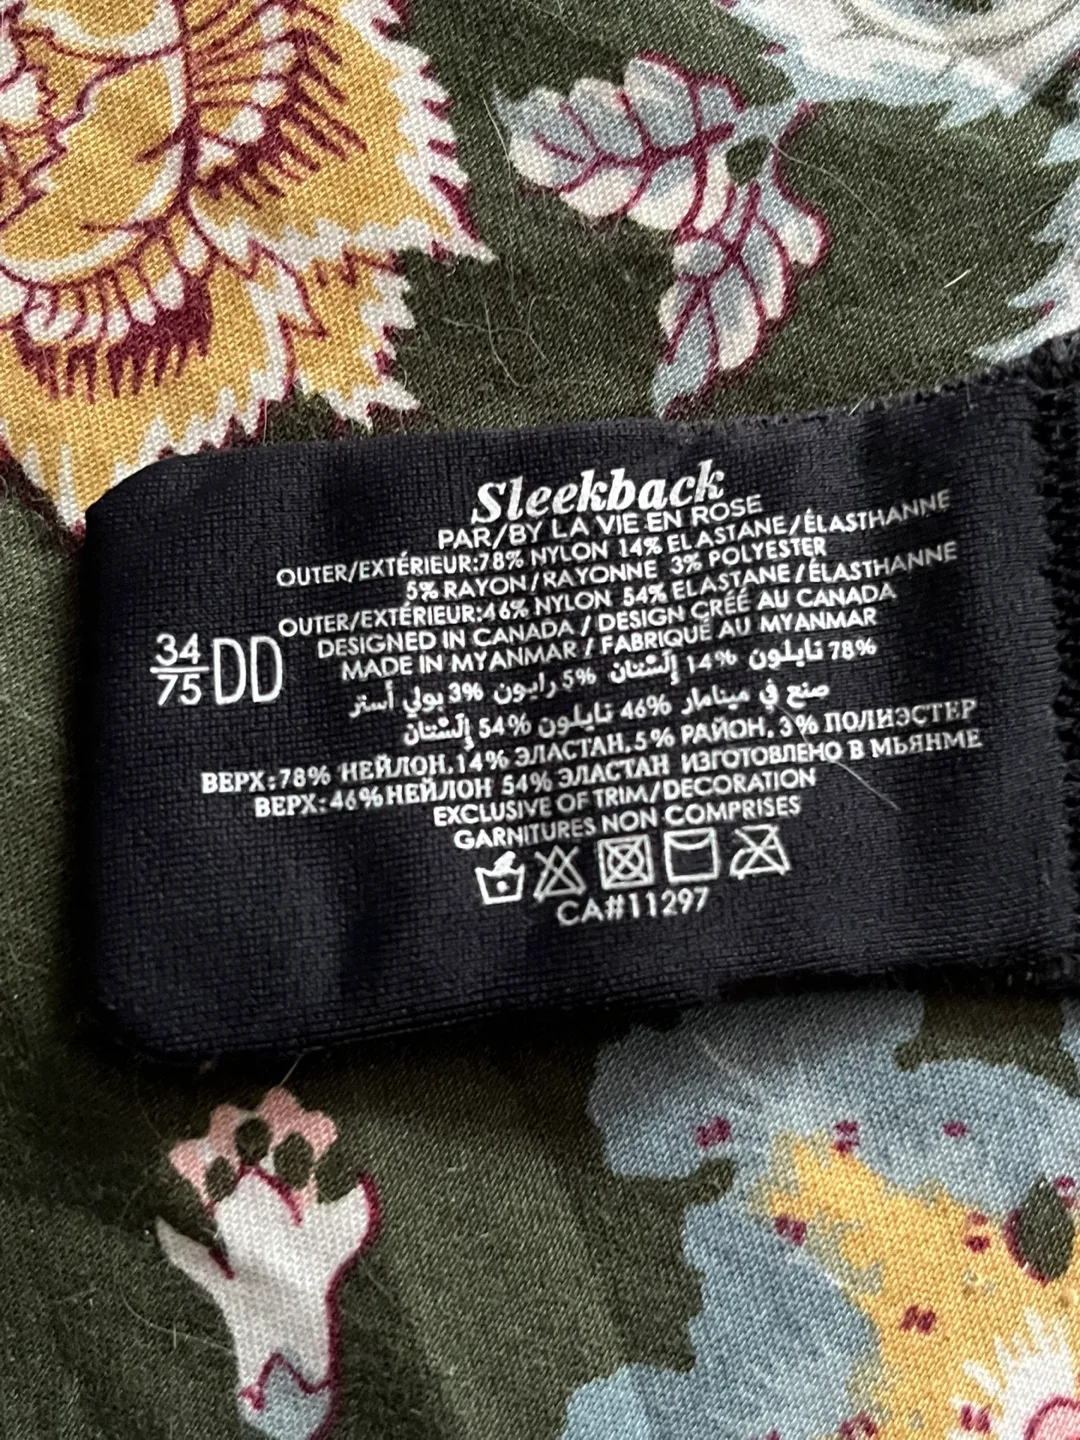 Sleekback
PAR/BY LA VIE EN ROSE
OUTER/EXTÉRIEUR:78% NYLON 14% ELASTANE/ÉLASTHANNE
5% RAYON/RAYONNE 3% POLYESTER
OUTER/EXTÉRIEUR:46% NYLON 54% ELASTANE/ÉLASTHANNE
DESIGNED IN CANADA / DESIGN CRÉÉ AU CANADA
MADE IN MYANMAR / FABRIQUÉ AU MYANMAR
34
75 DD
78% نايلون 14% إلستان 5% رايون 3% بولي أستر
صنع في مينامار 46% نايلون 54% إلستان
ВЕРХ:78% НЕЙЛОН,14% ЭЛАСТАН,5% РАЙОН, 3% ПОЛИЭСТЕР
ВЕРХ:46%НЕЙЛОН 54% ЭЛАСТАН ИЗГОТОВЛЕНО В МЬЯНМЕ
EXCLUSIVE OF TRIM/DECORATION
GARNITURES NON COMPRISES
CA#11297